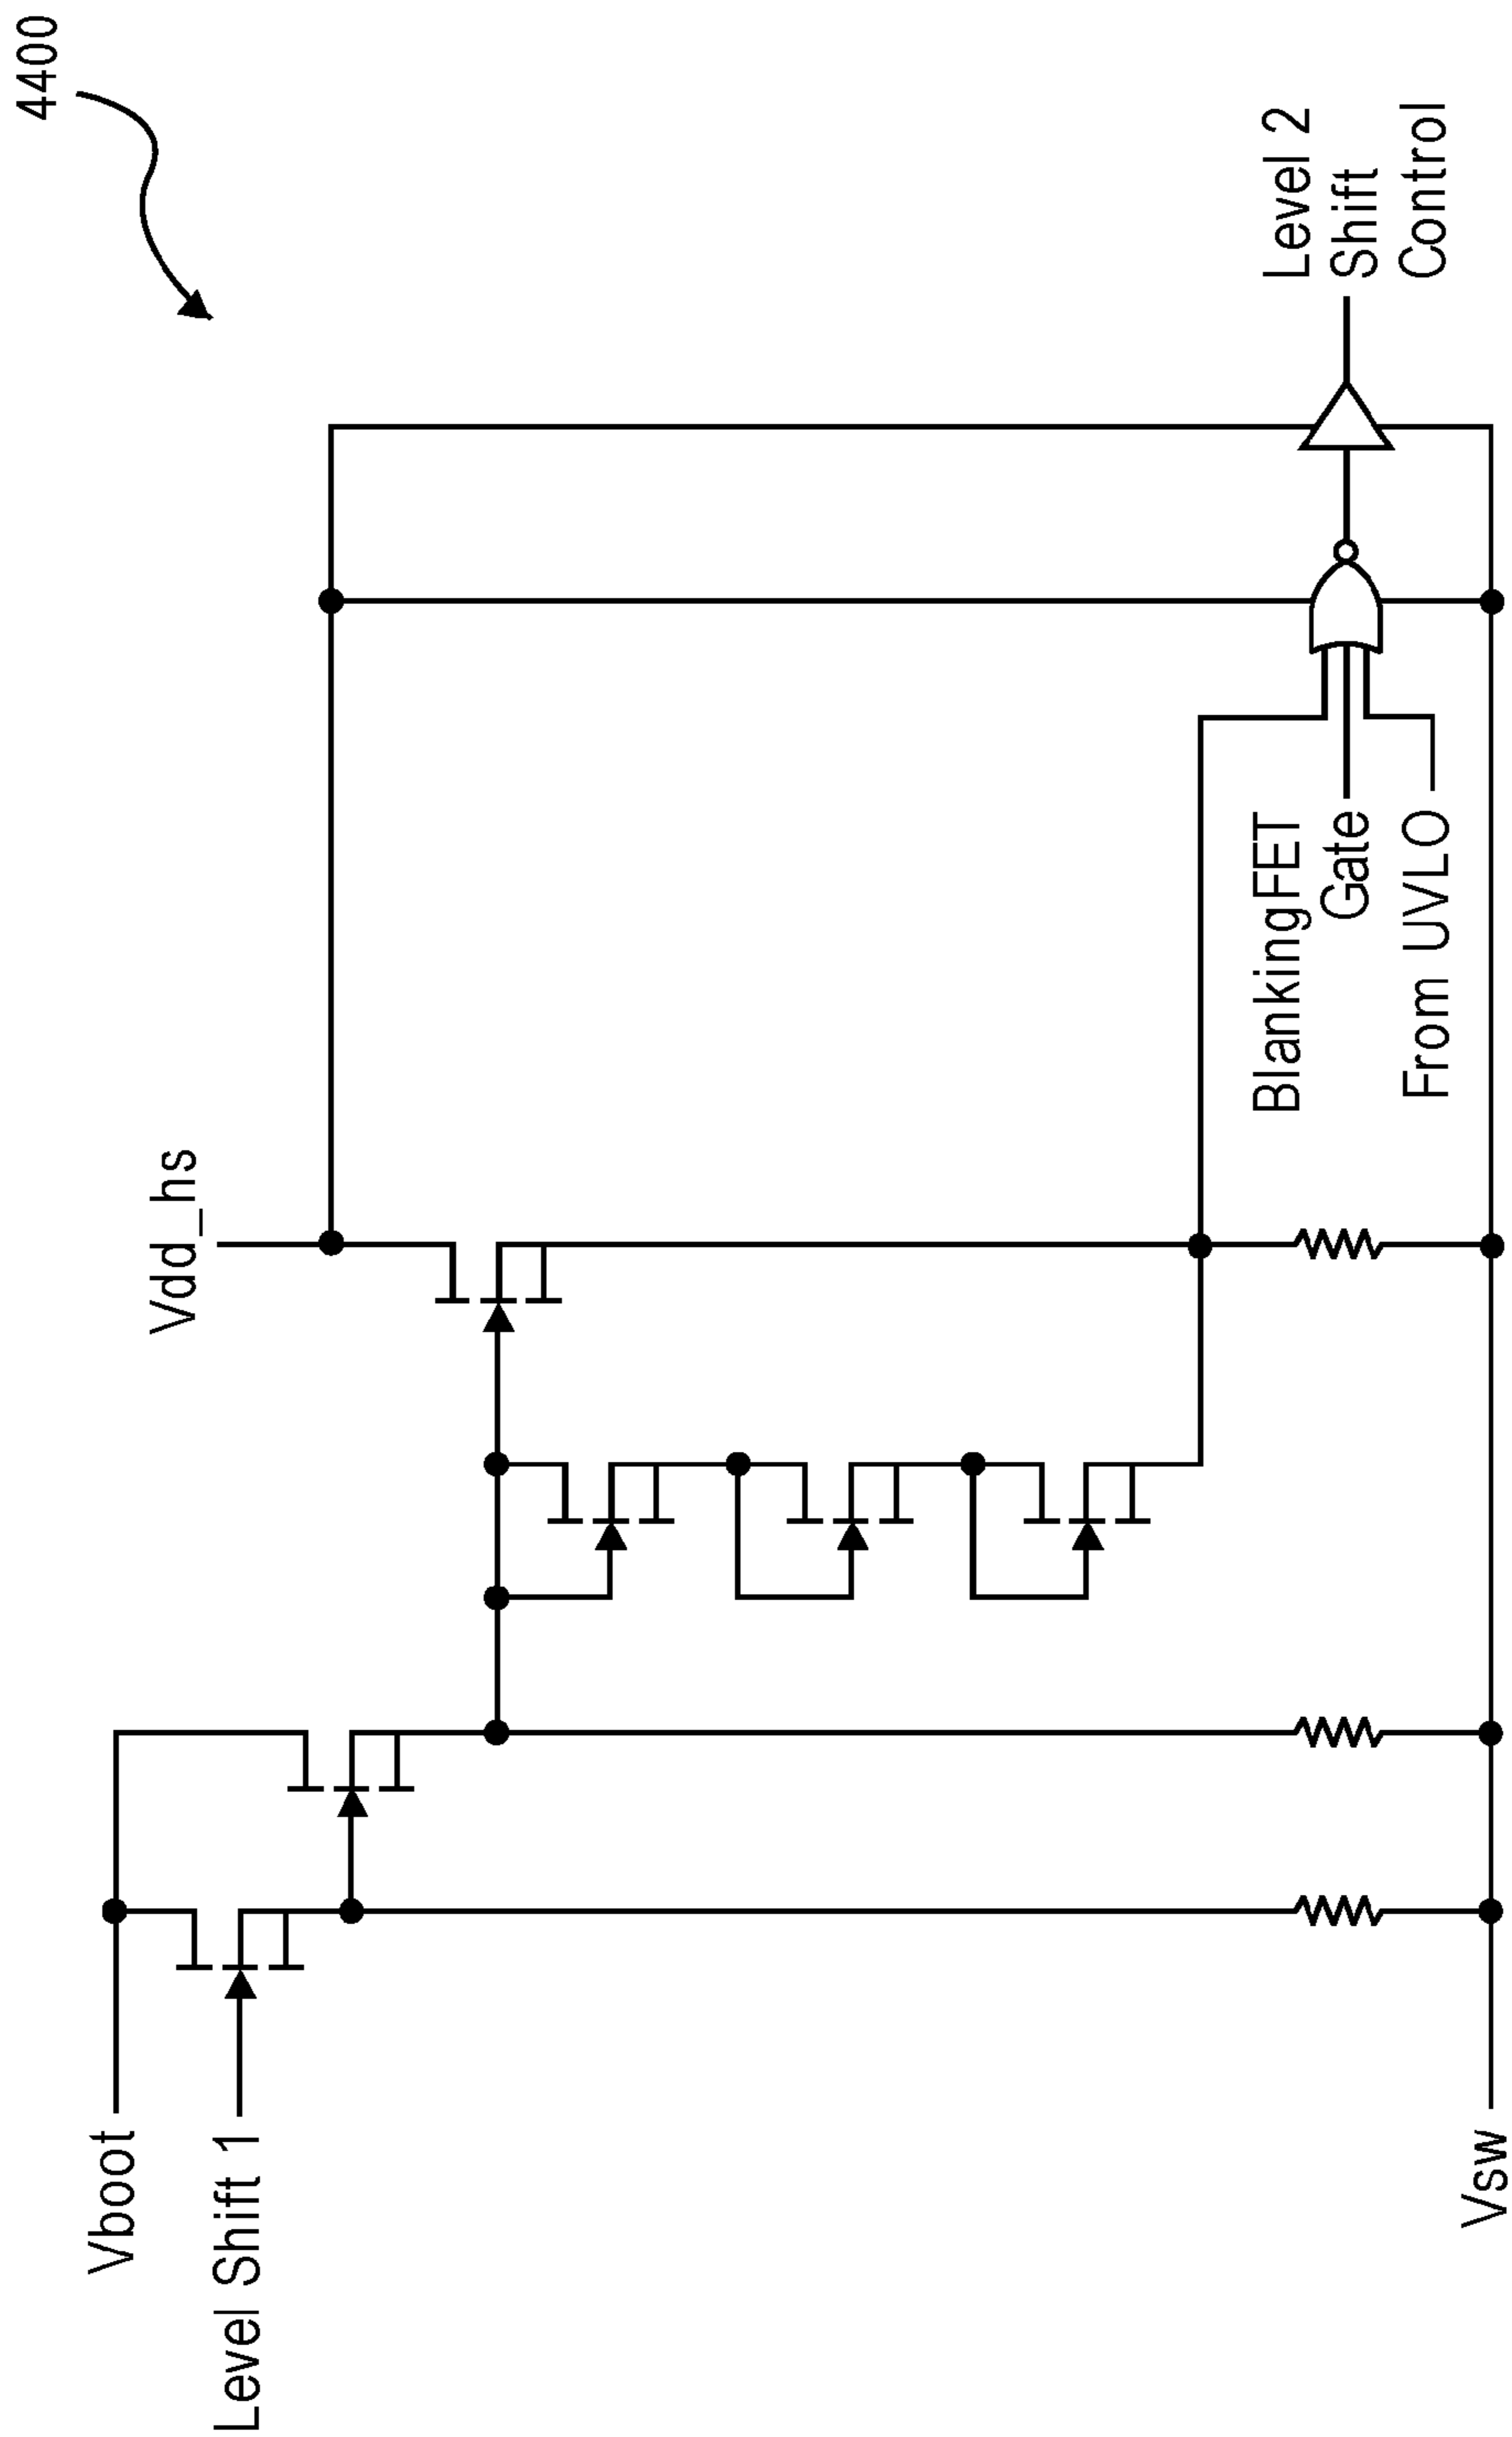 4400
Vboot
Level Shift 1
Vdd_hs
BlankingFET
Gate
From UVLO
Level 2
Shift
Control
Vsw